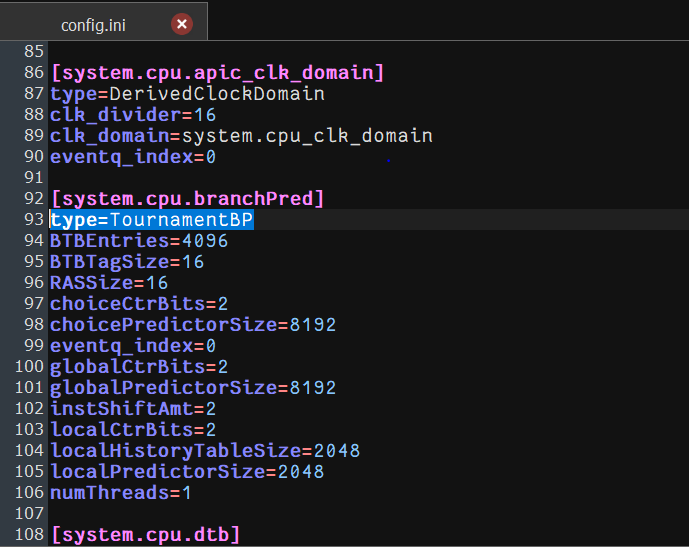 config.ini
85
86 [system.cpu.apic_clk_domain]
87 type=DerivedClockDomain
88 clk_divider=16
89 clk_domain=system.cpu_clk_domain
90 eventq_index=0
91
92 [system.cpu.branchPred]
93 type=TournamentBP
94 BTBEntries=4096
95 BTBTagSize=16
96 RASSize=16
97 choiceCtrBits=2
98 choicePredictorSize=8192
99 eventq_index=0
100 globalCtrBits=2
101 globalPredictorSize=8192
102 instShiftAmt=2
103 localCtrBits=2
104 localHistoryTableSize=2048
105 localPredictorSize=2048
106 numThreads=1
107
108 [system.cpu.dtb]